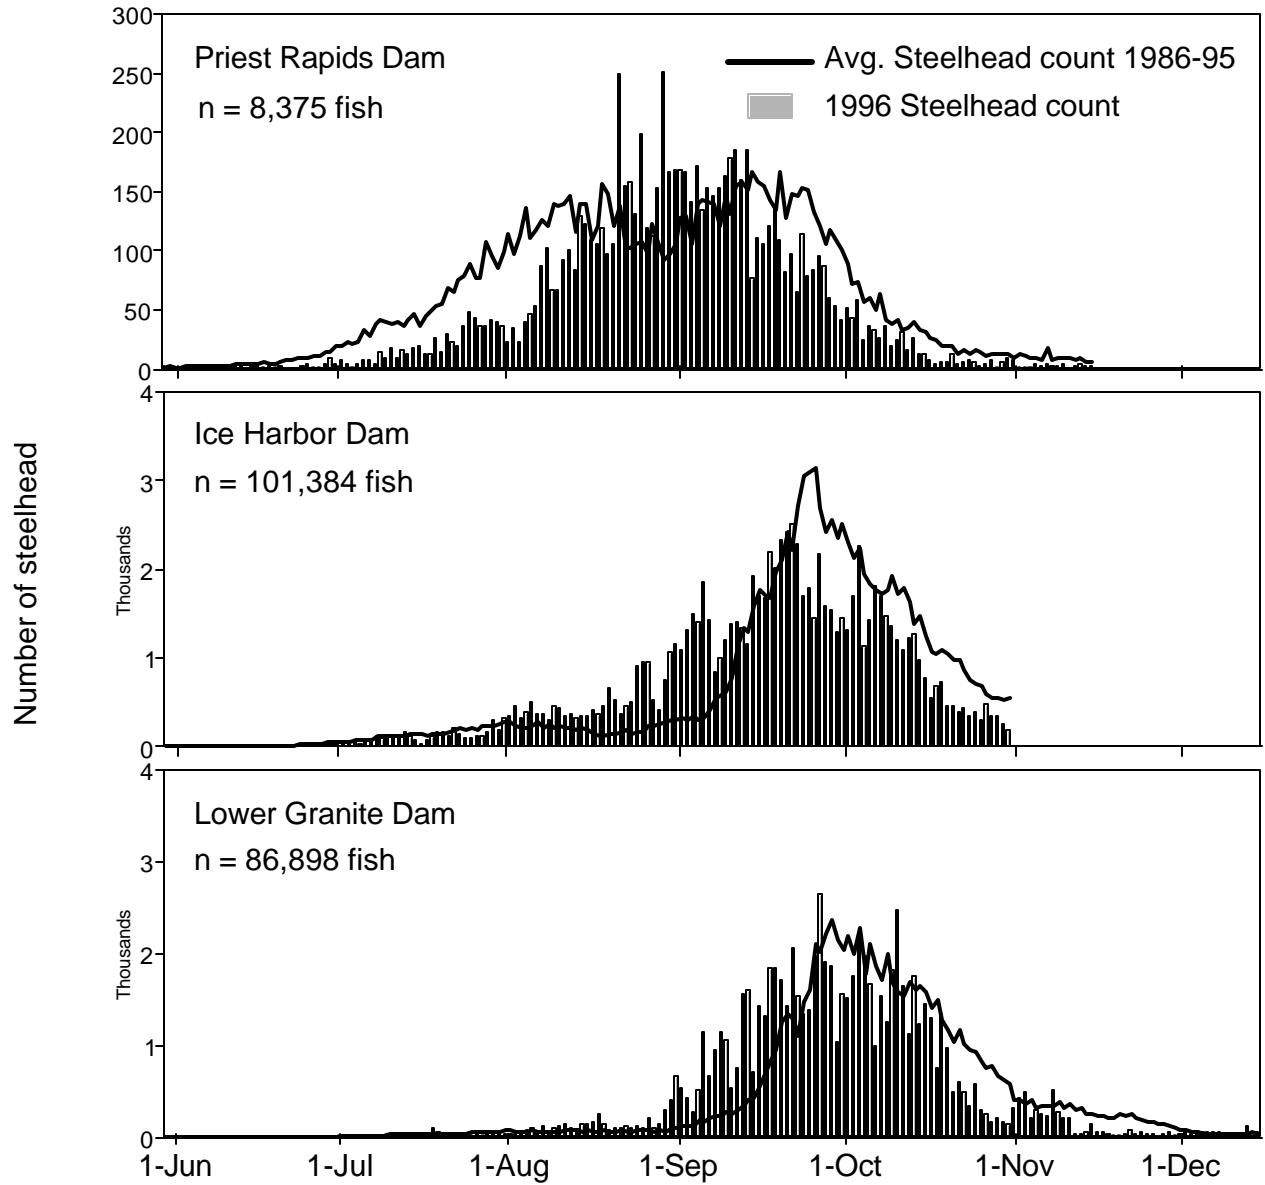 Number of steelhead
300
250
200
150
100
50
0
Priest Rapids Dam
n = 8,375 fish
Avg. Steelhead count 1986-95
1996 Steelhead count
4
3
2
1
0
Thousands
Ice Harbor Dam
n = 101,384 fish
4
3
2
1
0
Thousands
Lower Granite Dam
n = 86,898 fish
1-Jun 1-Jul 1-Aug 1-Sep 1-Oct 1-Nov 1-Dec